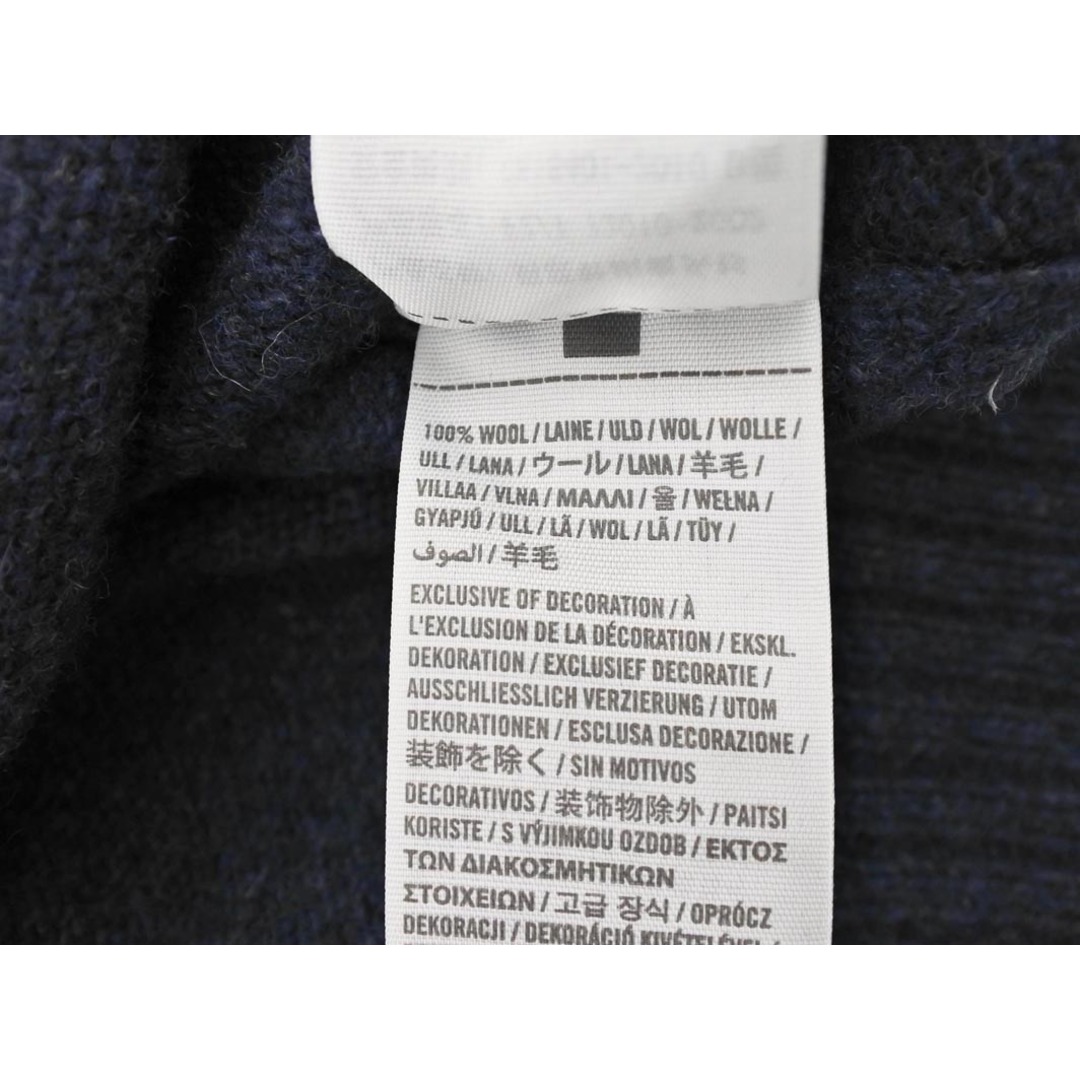 100% WOOL / LAINE / ULD / WOL / WOLLE /
ULL / LANA / ウール / LANA / 羊毛 /
VILLAA / VLNA / ΜΑΛΛΙ / 울 / WEŁNA /
GYAPJÚ / ULL / LÃ / WOL / LÃ / TÜY /
الصوف / 羊毛
EXCLUSIVE OF DECORATION / À
L'EXCLUSION DE LA DÉCORATION / EKSKL.
DEKORATION / EXCLUSIEF DECORATIE /
AUSSCHLIESSLICH VERZIERUNG / UTOM
DEKORATIONEN / ESCLUSA DECORAZIONE /
装飾を除く / SIN MOTIVOS
DECORATIVOS / 装饰物除外 / PAITSI
KORISTE / S VÝJIMKOU OZDOB / ΕΚΤΟΣ
ΤΩΝ ΔΙΑΚΟΣΜΗΤΙΚΩΝ
ΣΤΟΙΧΕΙΩΝ / 고급 장식 / OPRÓCZ
DEKORACJI / DEKORÁCIÓ KIVÉTELÉVEL /